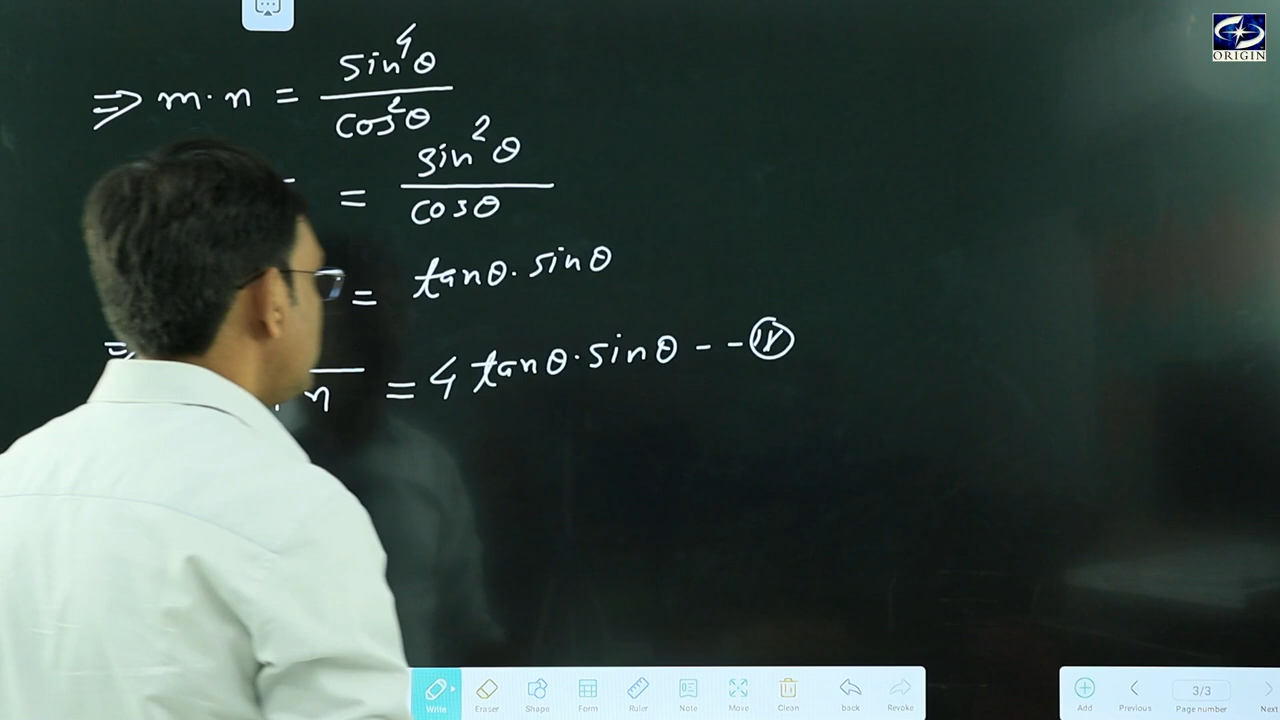 ⇒ m·n = sin⁴θ / cos²θ
= sin²θ / cosθ
= tanθ·sinθ
n = 4 tanθ·sinθ - - (iv)
ORIGIN
Write Eraser Shape Form Ruler Note Move Clean back Revoke
Add Previous 3/3 Page number Next